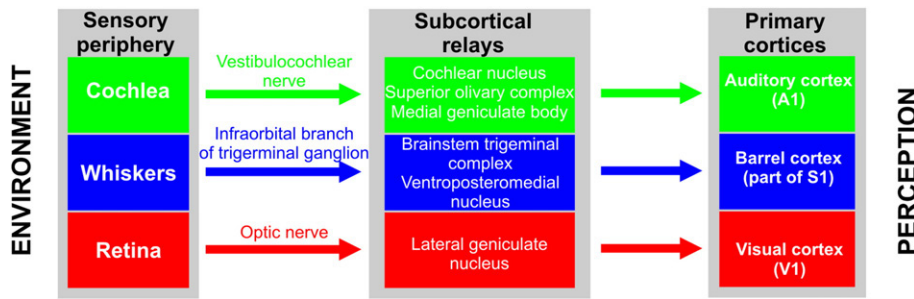 ENVIRONMENT
Sensory
periphery
Cochlea
Whiskers
Retina
Vestibulocochlear
nerve
Infraorbital branch
of trigerminal ganglion
Optic nerve
Subcortical
relays
Cochlear nucleus
Superior olivary complex
Medial geniculate body
Brainstem trigeminal
complex
Ventroposteromedial
nucleus
Lateral geniculate
nucleus
Primary
cortices
Auditory cortex
(A1)
Barrel cortex
(part of S1)
Visual cortex
(V1)
PERCEPTION